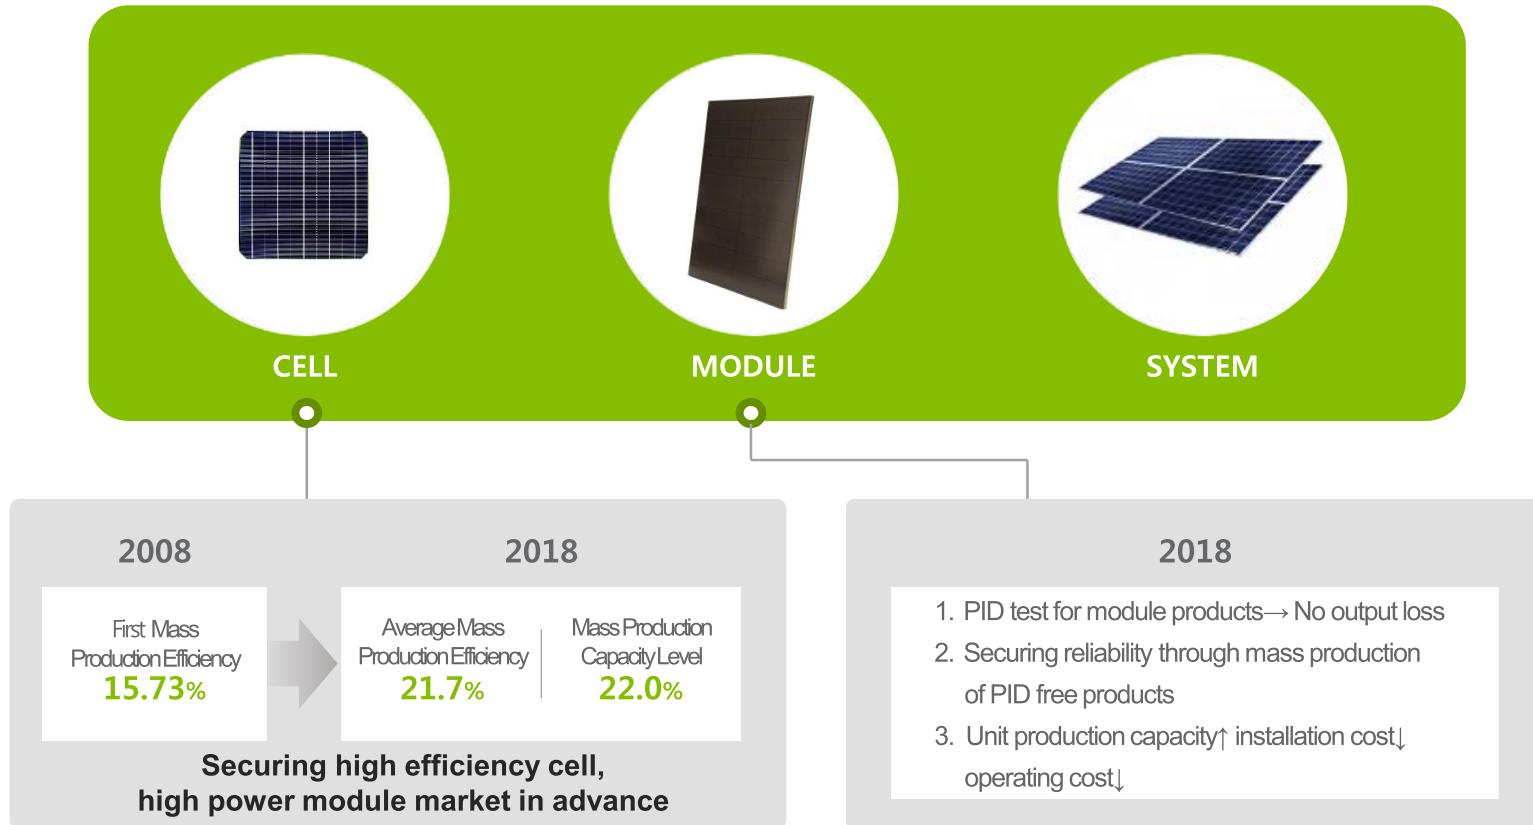 CELL
MODULE
SYSTEM
2008
First Mass
Production Efficiency
15.73%
2018
Average Mass
Production Efficiency
21.7%
Mass Production
Capacity Level
22.0%
Securing high efficiency cell,
high power module market in advance
2018
1. PID test for module products→ No output loss
2. Securing reliability through mass production
of PID free products
3. Unit production capacity↑ installation cost↓
operating cost↓